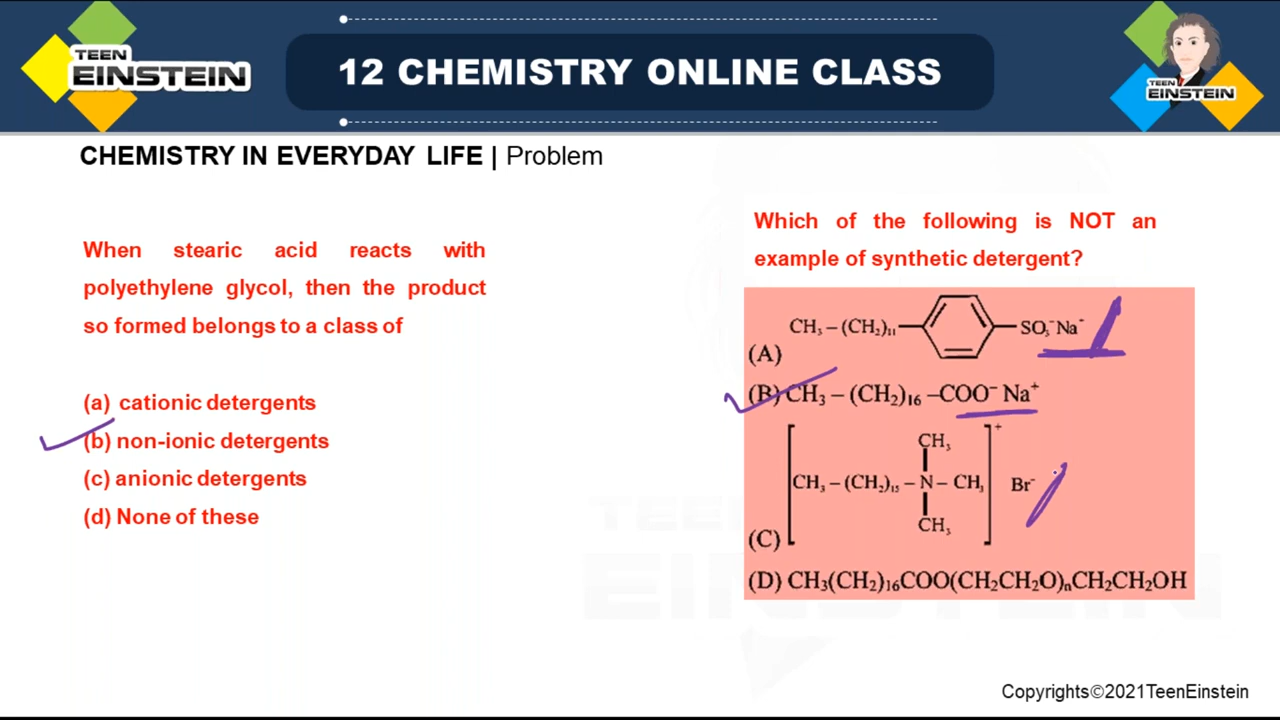 TEEN
EINSTEIN
12 CHEMISTRY ONLINE CLASS
TEEN
EINSTEIN
CHEMISTRY IN EVERYDAY LIFE | Problem
When stearic acid reacts with
polyethylene glycol, then the product
so formed belongs to a class of
(a) cationic detergents
(b) non-ionic detergents
(c) anionic detergents
(d) None of these
Which of the following is NOT an
example of synthetic detergent?
CH₃ – (CH₂)₁₁ – SO₃⁻Na⁺
(A)
(B) CH₃ – (CH₂)₁₆ –COO⁻ Na⁺
CH₃ +
CH₃ – (CH₂)₁₅ – N – CH₃ Br⁻
CH₃
(C)
(D) CH₃(CH₂)₁₆COO(CH₂CH₂O)ₙCH₂CH₂OH
EINSTEIN
Copyrights©2021TeenEinstein